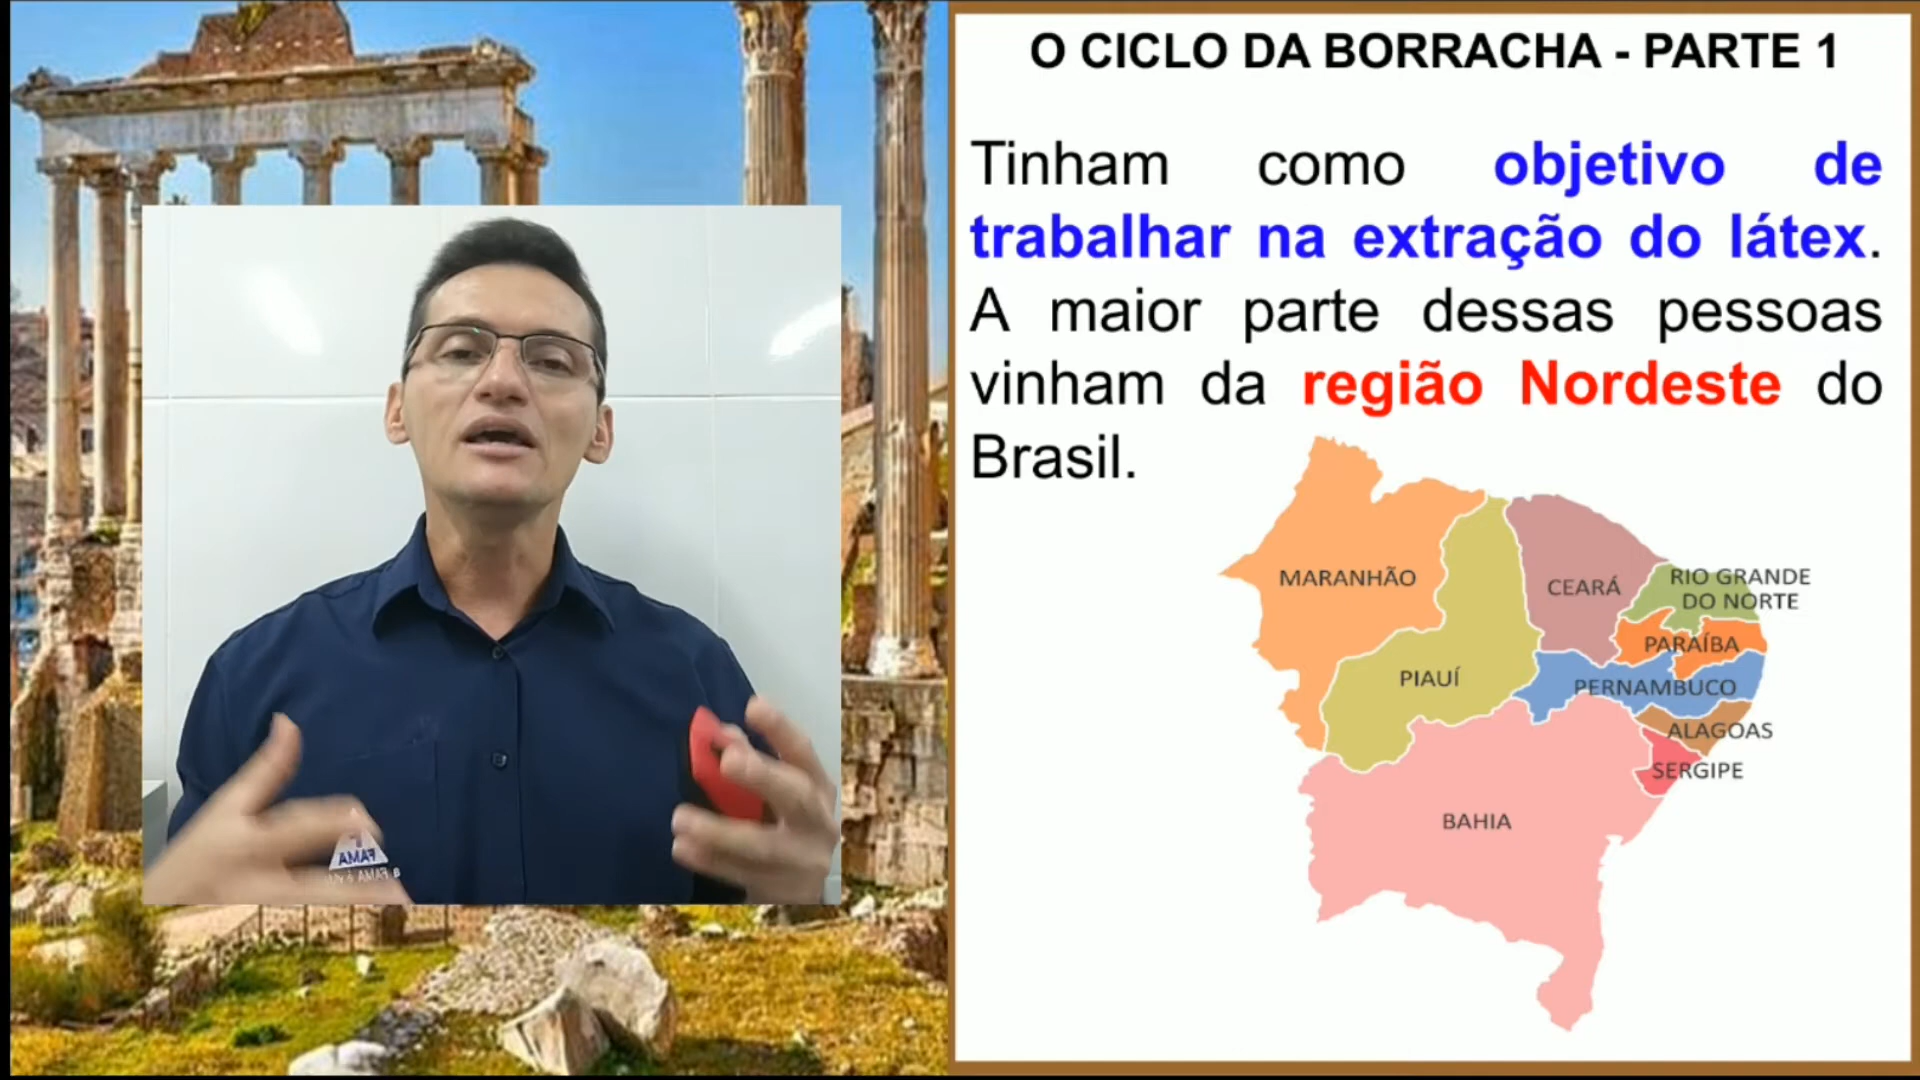 O CICLO DA BORRACHA - PARTE 1
Tinham como objetivo de
trabalhar na extração do látex.
A maior parte dessas pessoas
vinham da região Nordeste do
Brasil.
MARANHÃO
CEARÁ
RIO GRANDE
DO NORTE
PARAÍBA
PIAUÍ
PERNAMBUCO
ALAGOAS
SERGIPE
BAHIA
FAMA